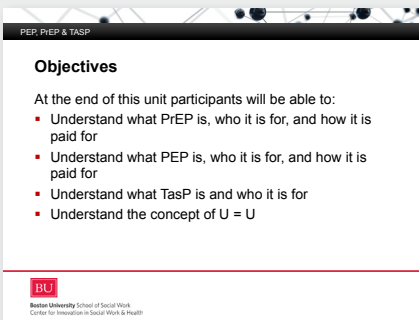 PEP, PrEP & TASP
Objectives
At the end of this unit participants will be able to:
▪ Understand what PrEP is, who it is for, and how it is
paid for
▪ Understand what PEP is, who it is for, and how it is
paid for
▪ Understand what TasP is and who it is for
▪ Understand the concept of U = U
BU
Boston University School of Social Work
Center for Innovation in Social Work & Health